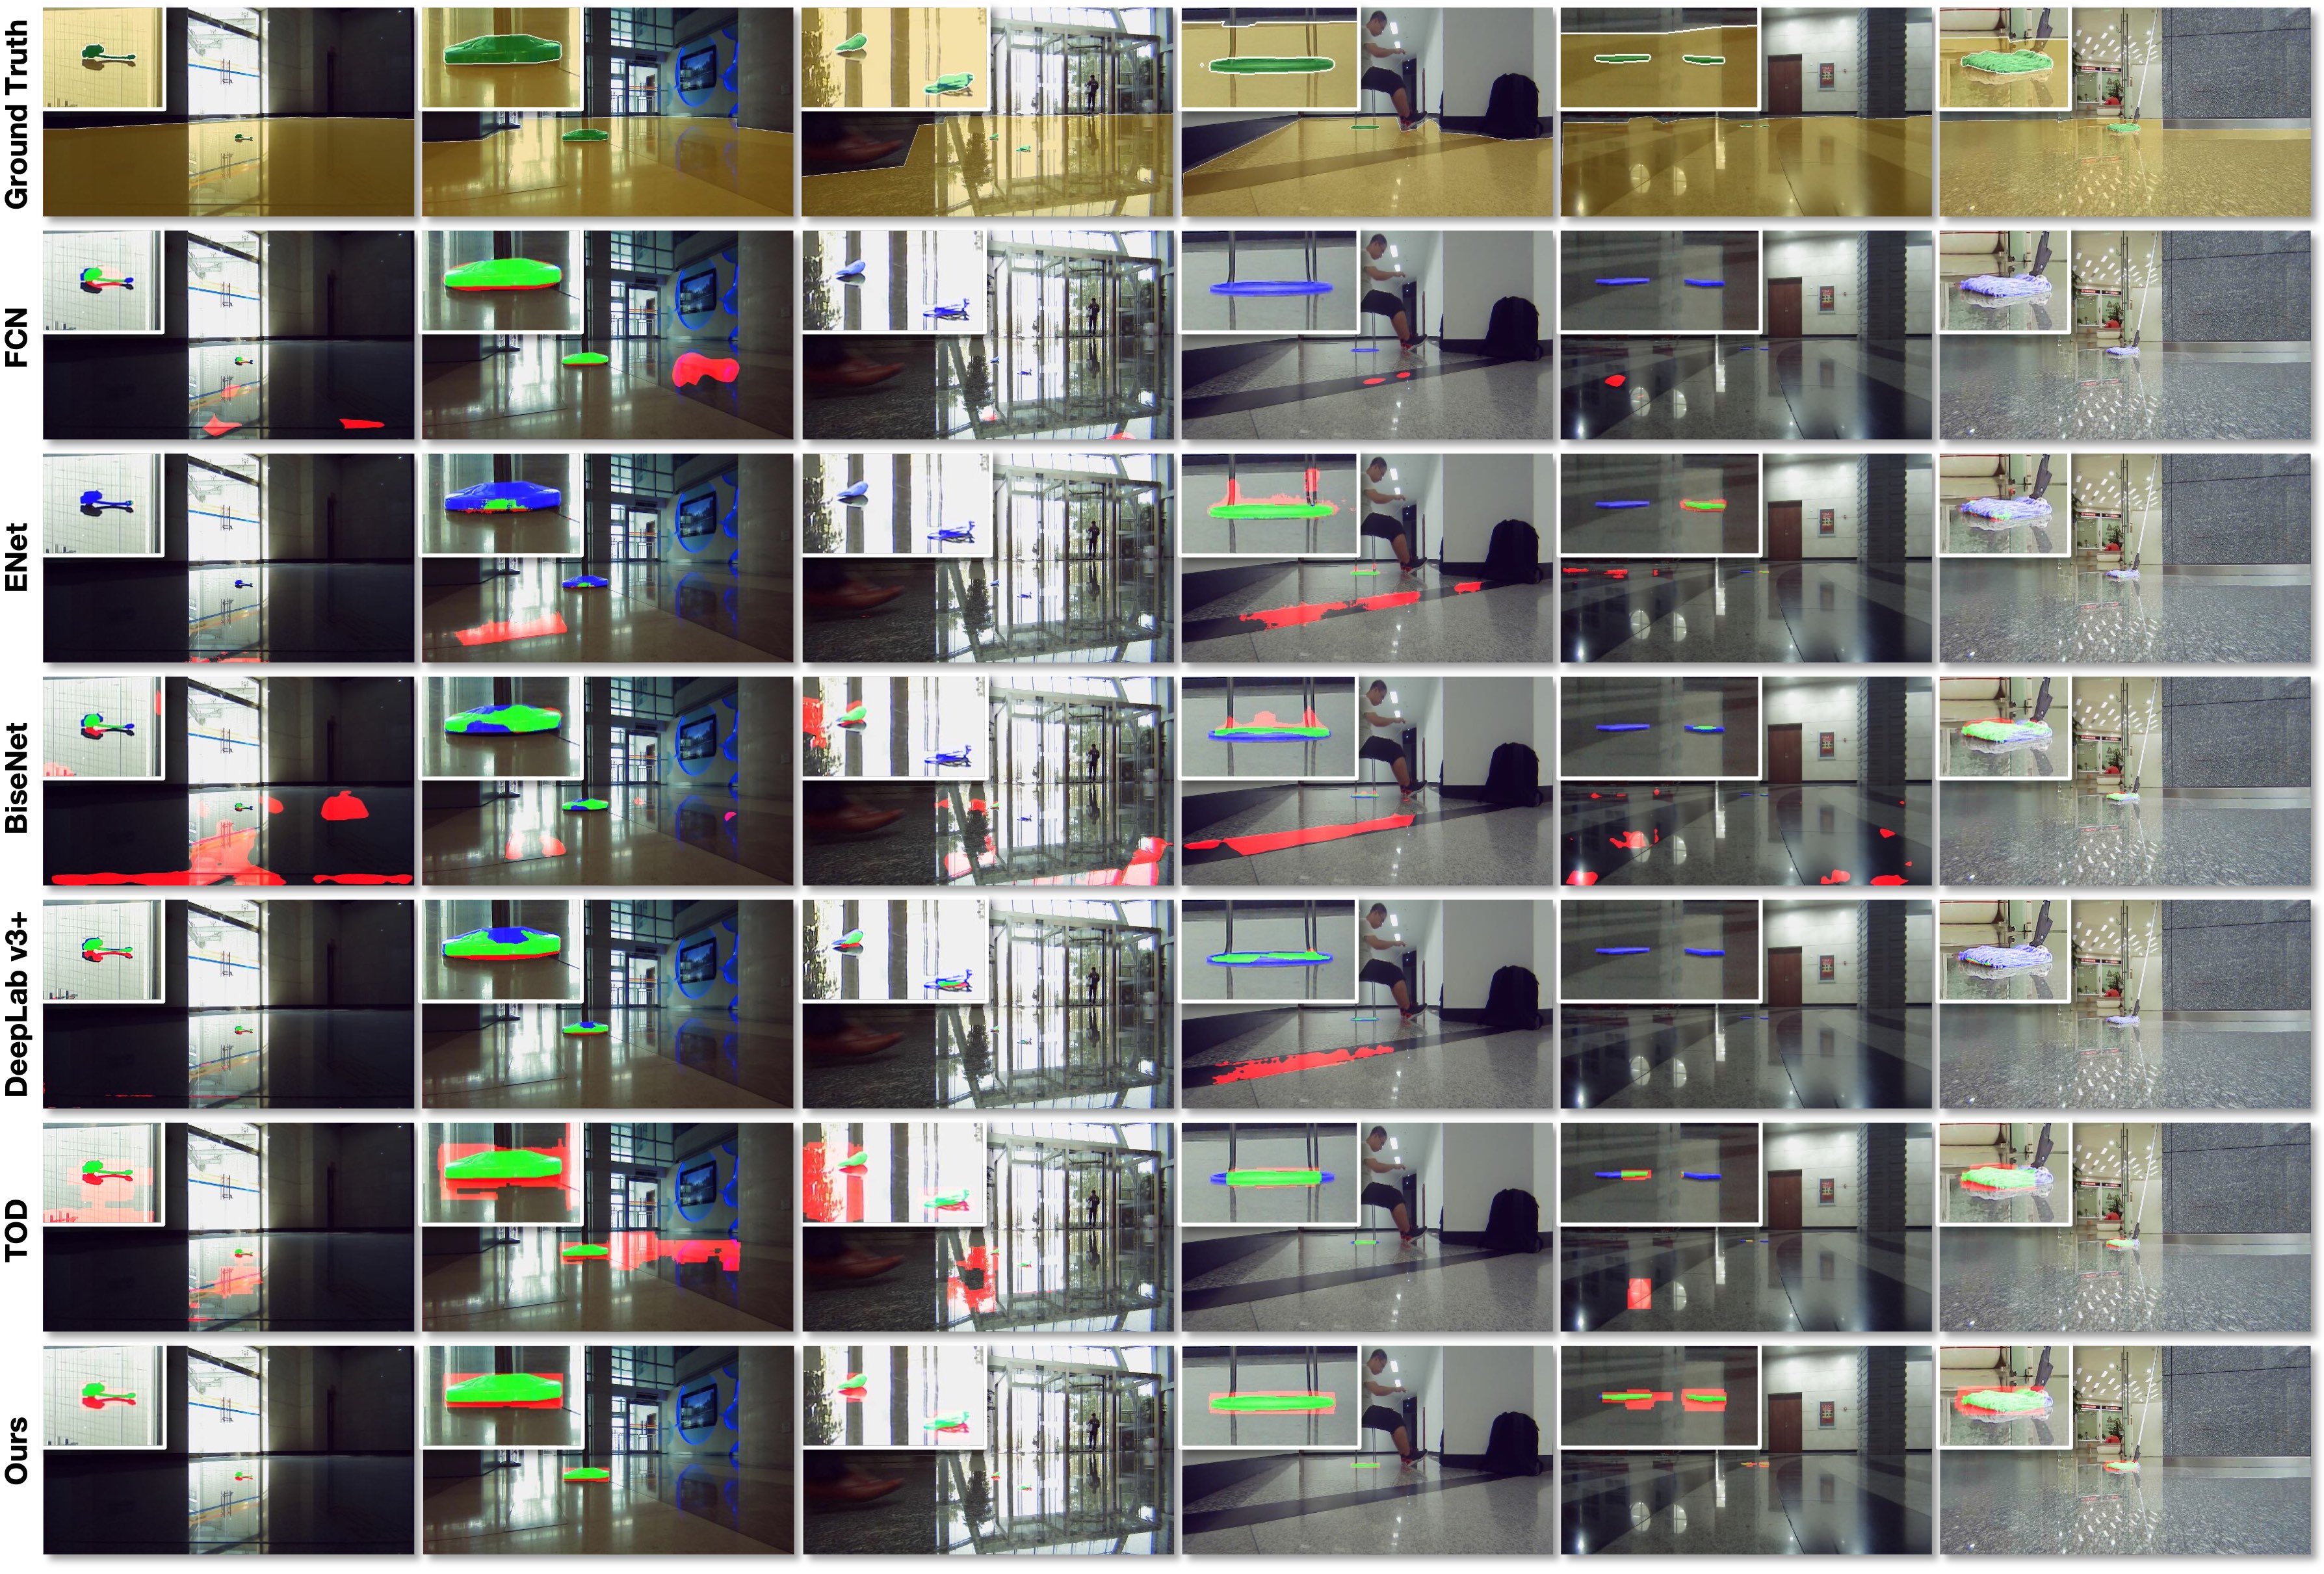 Ground Truth
FCN
ENet
BiseNet
DeepLab v3+
TOD
Ours